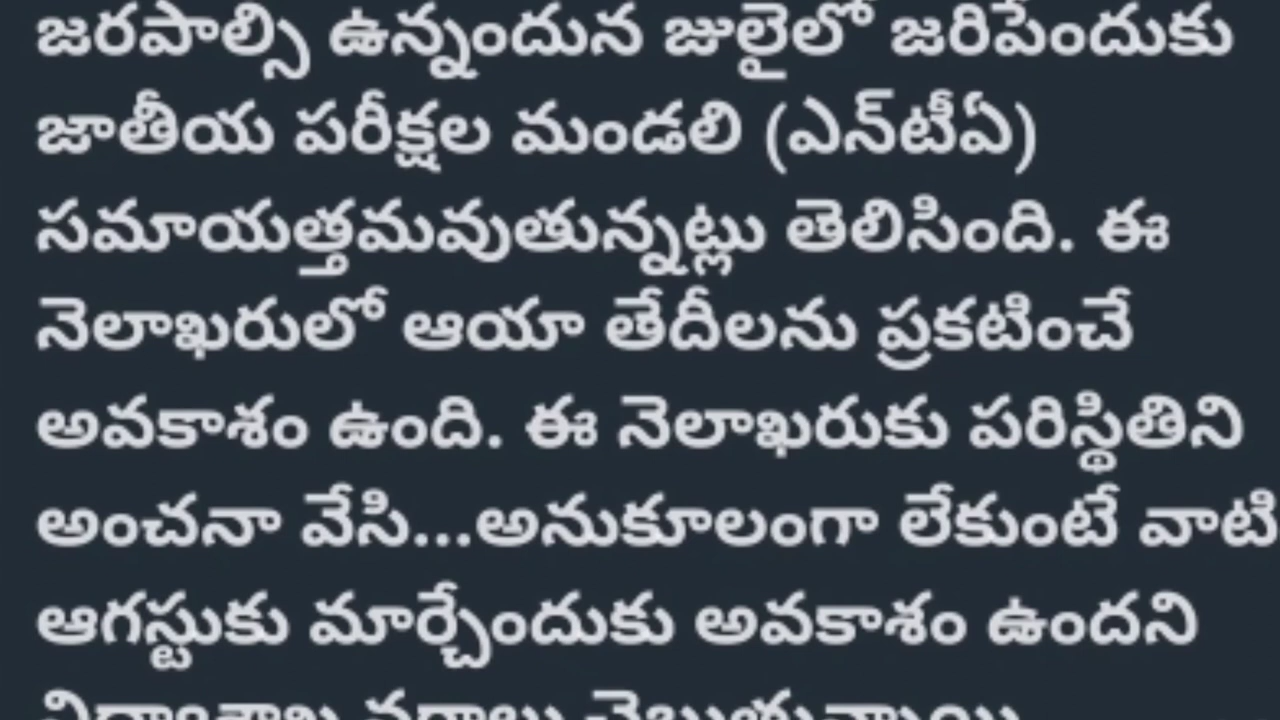 జరపాల్సి ఉన్నందున జులైలో జరిపేందుకు
జాతీయ పరీక్షల మండలి (ఎన్‌టీఏ)
సమాయత్తమవుతున్నట్లు తెలిసింది. ఈ
నెలాఖరులో ఆయా తేదీలను ప్రకటించే
అవకాశం ఉంది. ఈ నెలాఖరుకు పరిస్థితిని
అంచనా వేసి...అనుకూలంగా లేకుంటే వాటి
ఆగస్టుకు మార్చేందుకు అవకాశం ఉందని